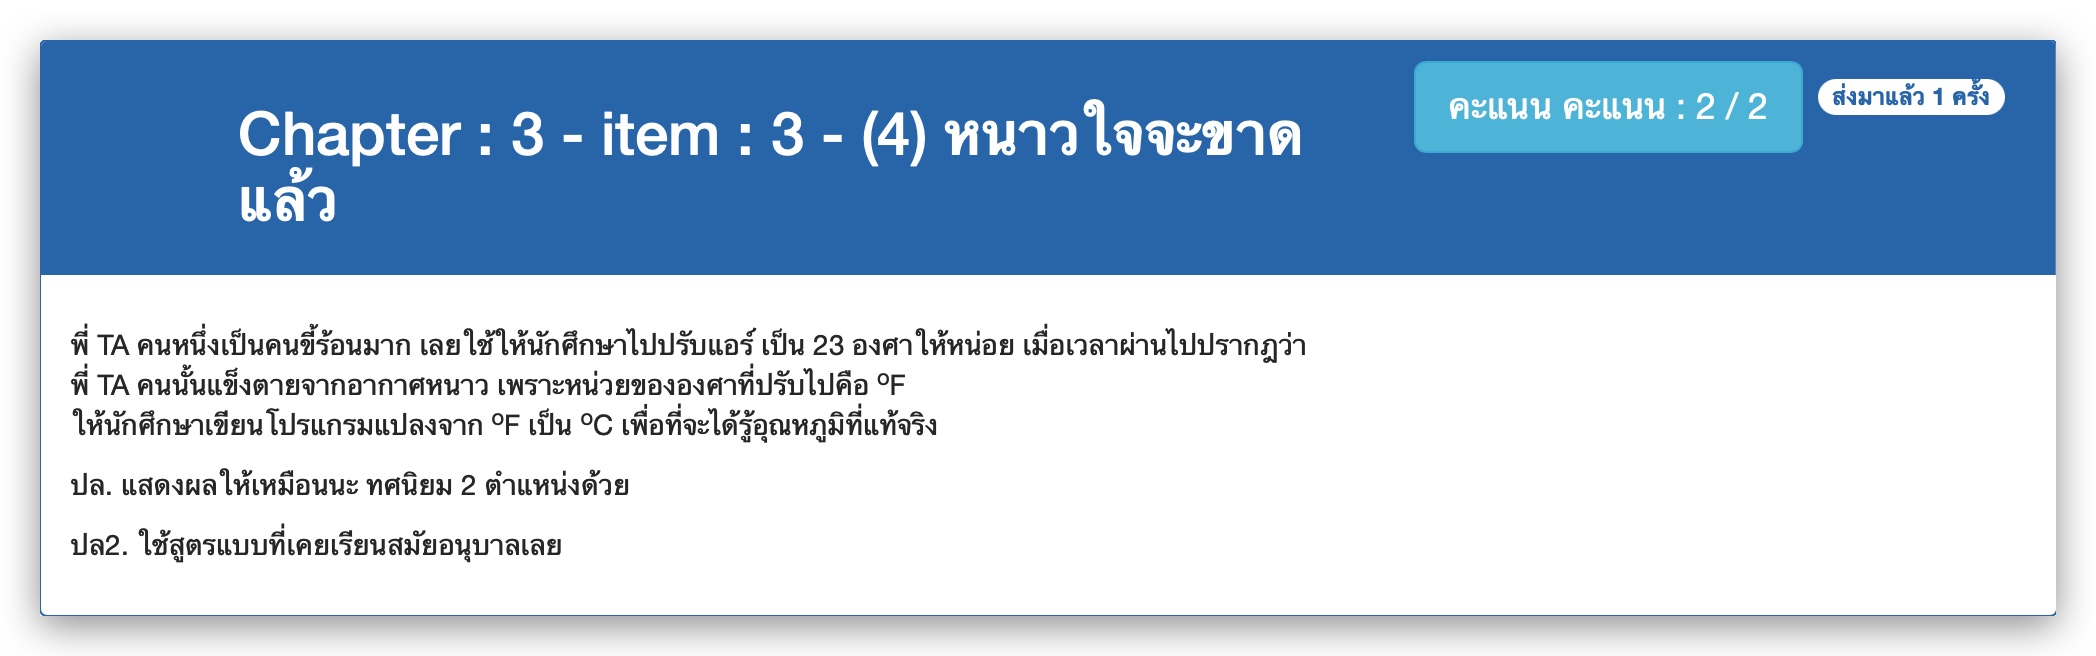 Chapter : 3 - item : 3 - (4) หนาวใจจะขาด
แล้ว
คะแนน คะแนน : 2 / 2
ส่งมาแล้ว 1 ครั้ง
พี่ TA คนหนึ่งเป็นคนขี้ร้อนมาก เลยใช้ให้นักศึกษาไปปรับแอร์ เป็น 23 องศาให้หน่อย เมื่อเวลาผ่านไปปรากฎว่า
พี่ TA คนนั้นแข็งตายจากอากาศหนาว เพราะหน่วยขององศาที่ปรับไปคือ ºF
ให้นักศึกษาเขียนโปรแกรมแปลงจาก ºF เป็น ºC เพื่อที่จะได้รู้อุณหภูมิที่แท้จริง
ปล. แสดงผลให้เหมือนนะ ทศนิยม 2 ตำแหน่งด้วย
ปล2. ใช้สูตรแบบที่เคยเรียนสมัยอนุบาลเลย